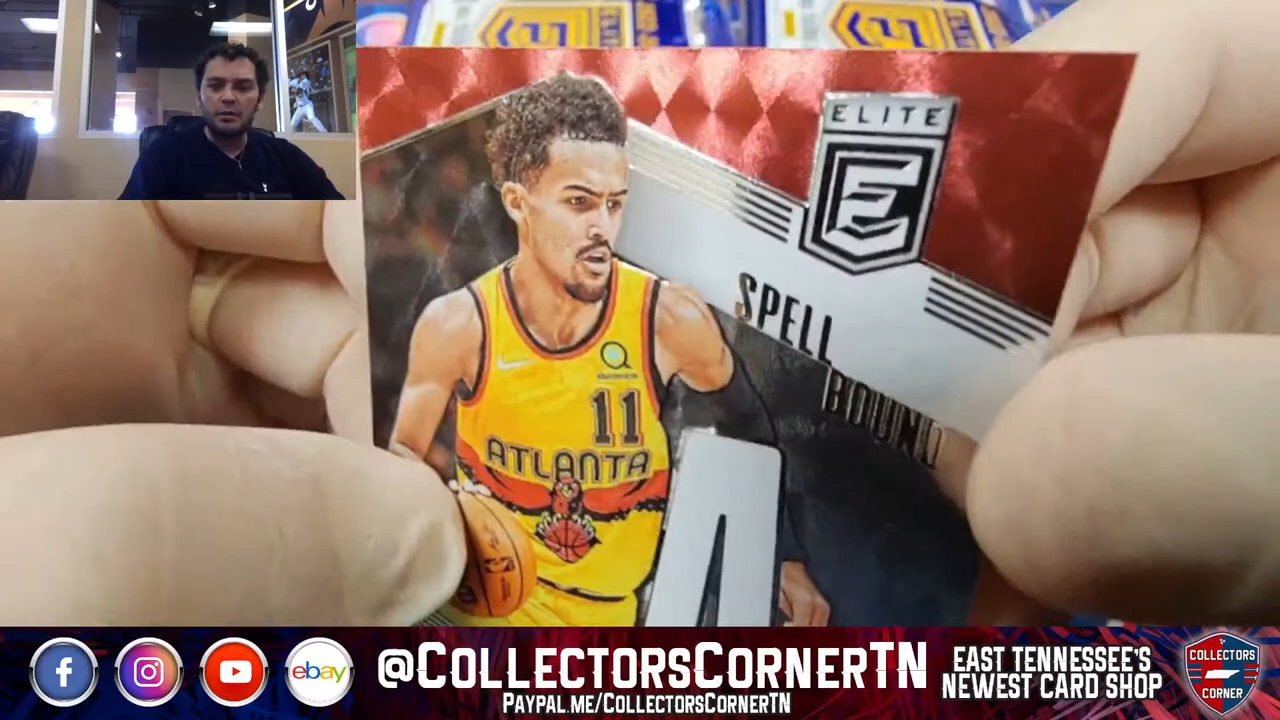 ELITE
E
SPELL
BOUND
11
ATLANTA
A
ebay
@COLLECTORSCORNERTN
PAYPAL.ME/COLLECTORSCORNERTN
EAST TENNESSEE'S
NEWEST CARD SHOP
COLLECTORS
CORNER